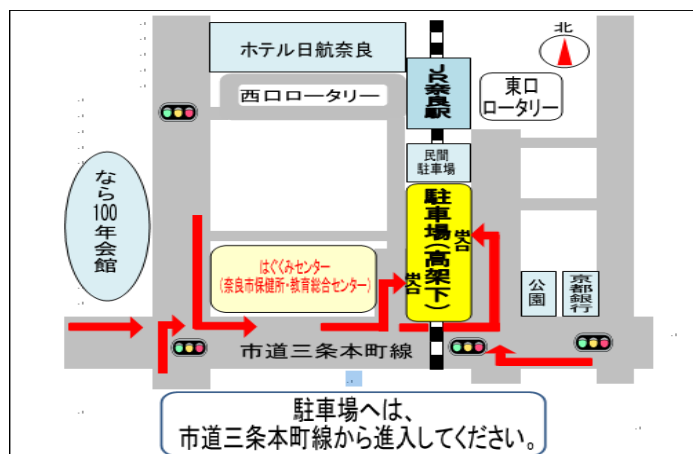 北
ホテル日航奈良
JR奈良駅
東口
ロータリー
西口ロータリー
民間
駐車場
なら100年会館
駐車場(高架下)
出入口
出入口
はぐくみセンター
(奈良市保健所・教育総合センター)
公園
京都銀行
市道三条本町線
駐車場へは、
市道三条本町線から進入してください。